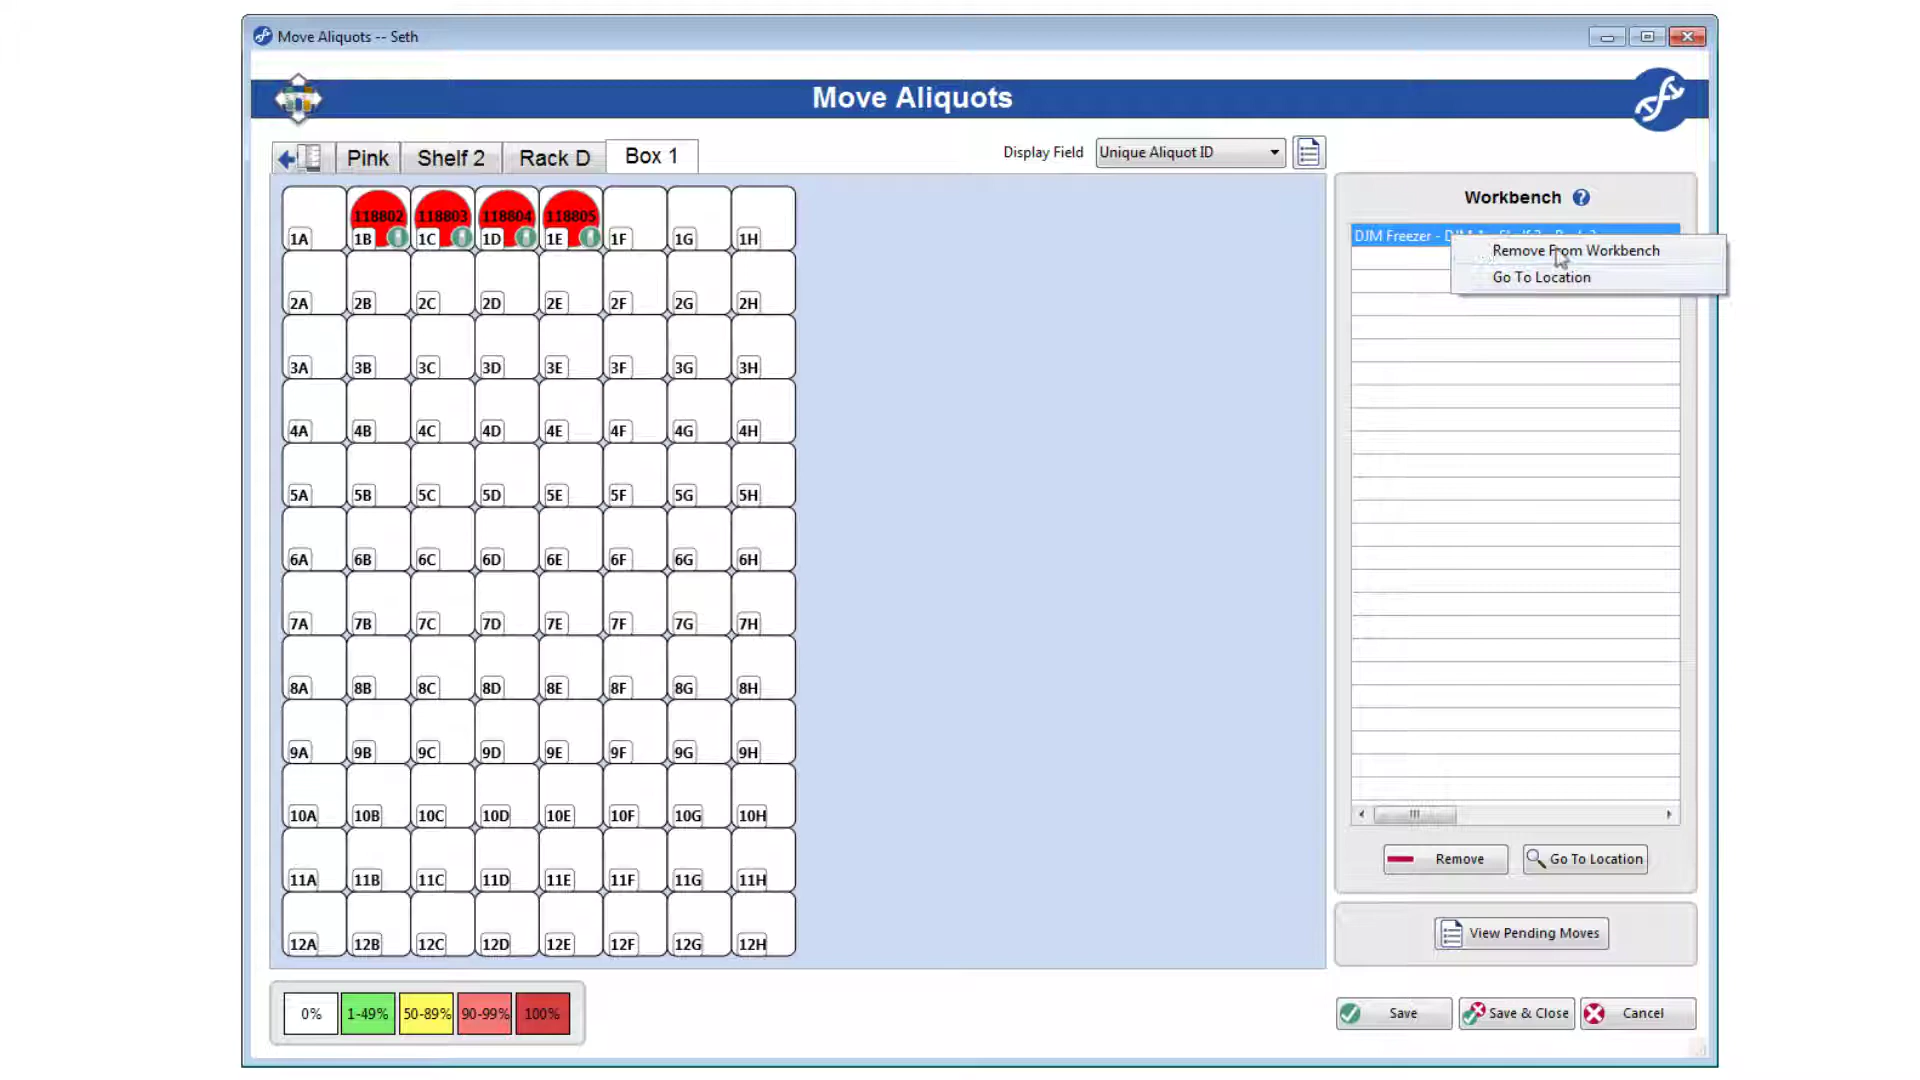 Move Aliquots -- Seth
Move Aliquots
Pink Shelf 2 Rack D Box 1
Display Field Unique Aliquot ID
Workbench ?
118802 118803 118804 118805
1A 1B 1C 1D 1E 1F 1G 1H
DJM Freezer -
Remove From Workbench
Go To Location
2A 2B 2C 2D 2E 2F 2G 2H
3A 3B 3C 3D 3E 3F 3G 3H
4A 4B 4C 4D 4E 4F 4G 4H
5A 5B 5C 5D 5E 5F 5G 5H
6A 6B 6C 6D 6E 6F 6G 6H
7A 7B 7C 7D 7E 7F 7G 7H
8A 8B 8C 8D 8E 8F 8G 8H
9A 9B 9C 9D 9E 9F 9G 9H
10A 10B 10C 10D 10E 10F 10G 10H
11A 11B 11C 11D 11E 11F 11G 11H
12A 12B 12C 12D 12E 12F 12G 12H
Remove Go To Location
View Pending Moves
0% 1-49% 50-89% 90-99% 100%
Save Save & Close Cancel